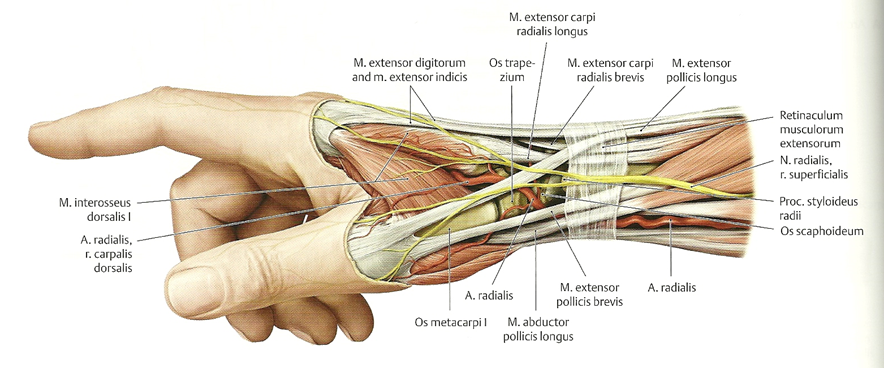 M. extensor carpi
radialis longus
M. extensor digitorum
and m. extensor indicis
Os trape-
zium
M. extensor carpi
radialis brevis
M. extensor
pollicis longus
Retinaculum
musculorum
extensorum
N. radialis,
r. superficialis
Proc. styloideus
radii
Os scaphoideum
M. interosseus
dorsalis I
A. radialis,
r. carpalis
dorsalis
A. radialis
M. extensor
pollicis brevis
A. radialis
Os metacarpi I
M. abductor
pollicis longus